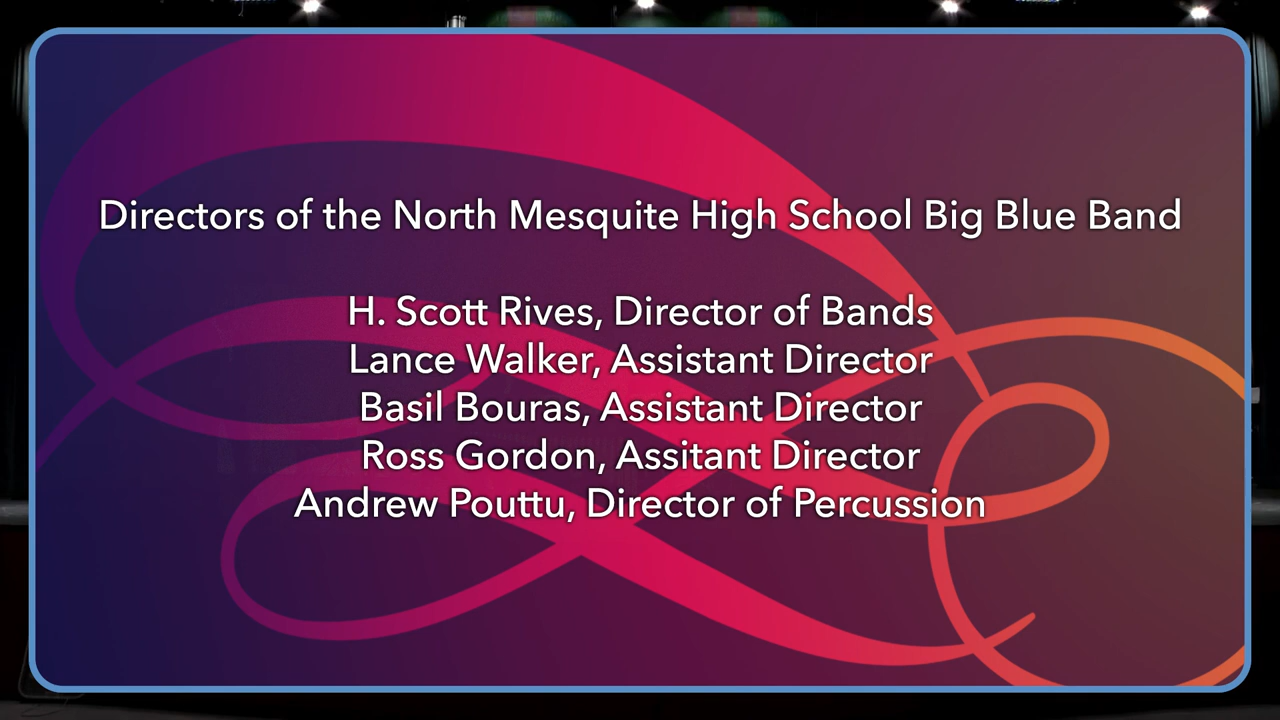 Directors of the North Mesquite High School Big Blue Band
H. Scott Rives, Director of Bands
Lance Walker, Assistant Director
Basil Bouras, Assistant Director
Ross Gordon, Assitant Director
Andrew Pouttu, Director of Percussion